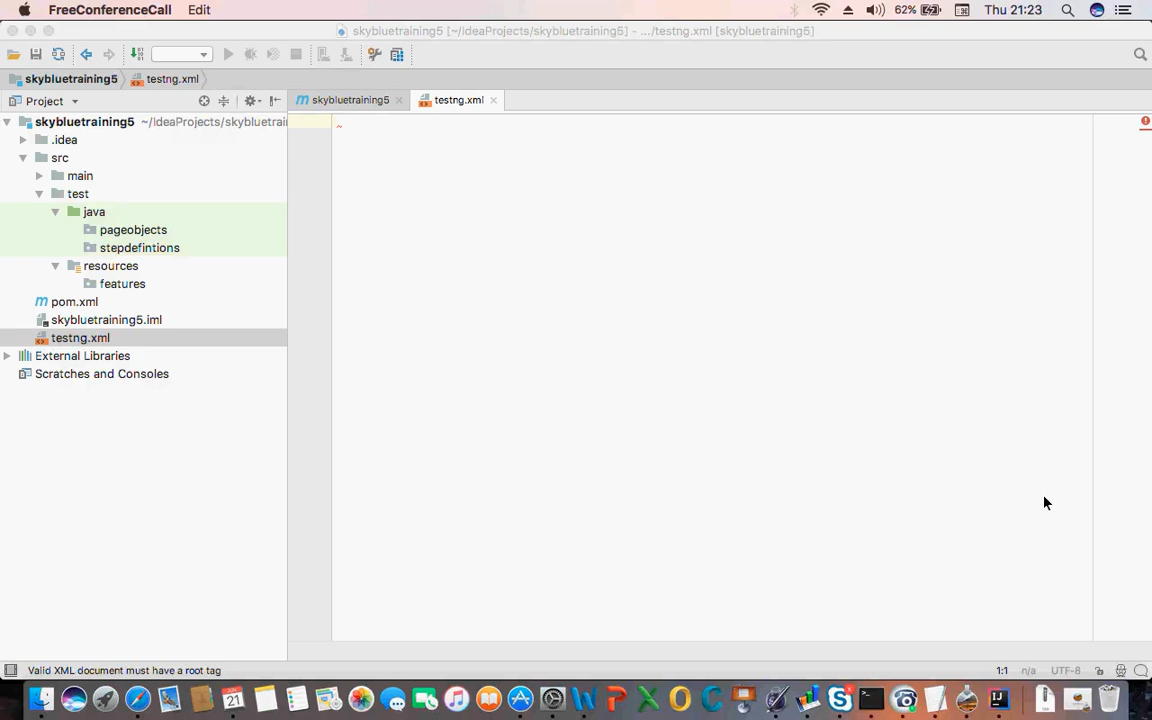 FreeConferenceCall Edit 62% Thu 21:23
skybluetraining5 [~/IdeaProjects/skybluetraining5] - .../testng.xml [skybluetraining5]
skybluetraining5 testng.xml
Project skybluetraining5 testng.xml
skybluetraining5 ~/IdeaProjects/skybluetrai
.idea
src
main
test
java
pageobjects
stepdefintions
resources
features
pom.xml
skybluetraining5.iml
testng.xml
External Libraries
Scratches and Consoles
Valid XML document must have a root tag 1:1 n/a UTF-8